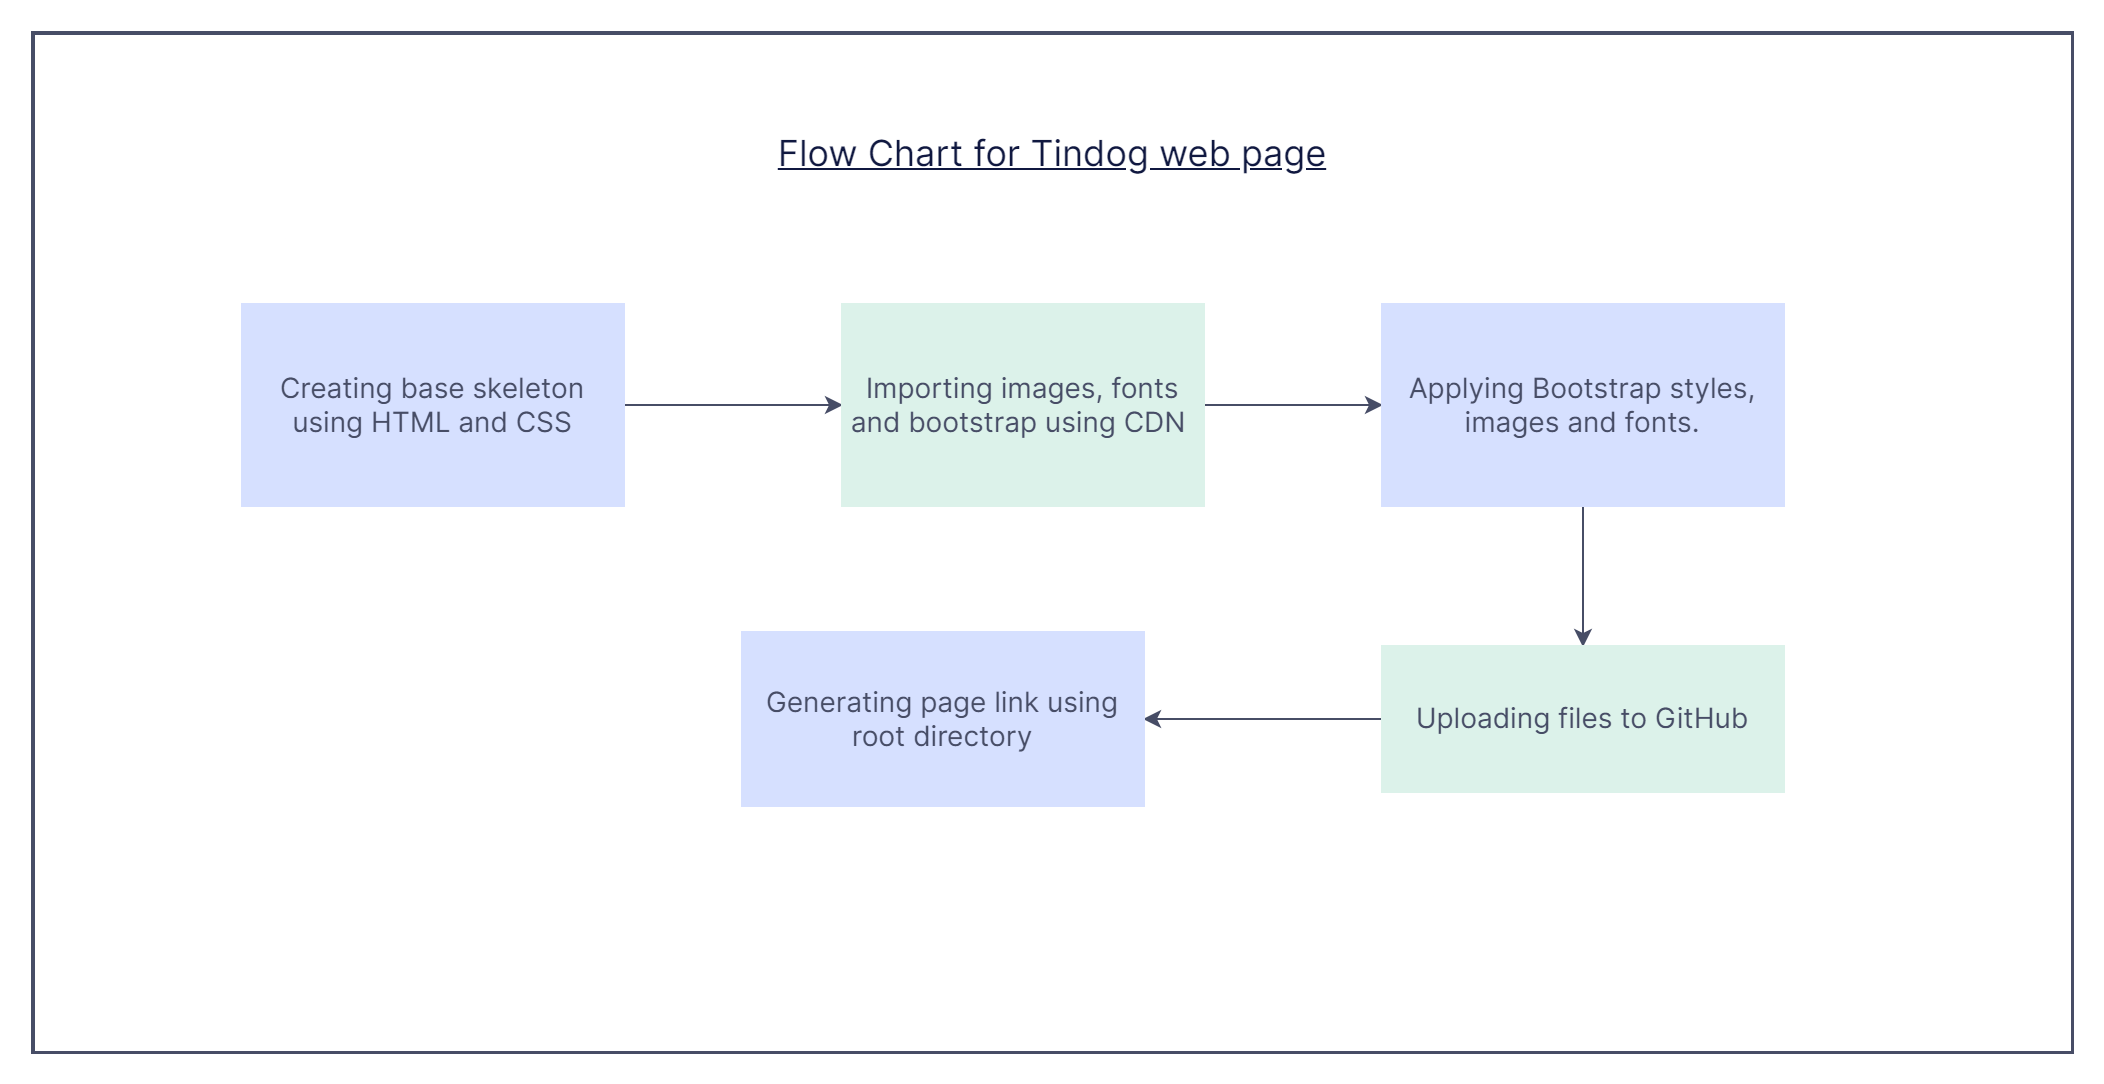 Flow Chart for Tindog web page
Creating base skeleton
using HTML and CSS
Importing images, fonts
and bootstrap using CDN
Applying Bootstrap styles,
images and fonts.
Uploading files to GitHub
Generating page link using
root directory